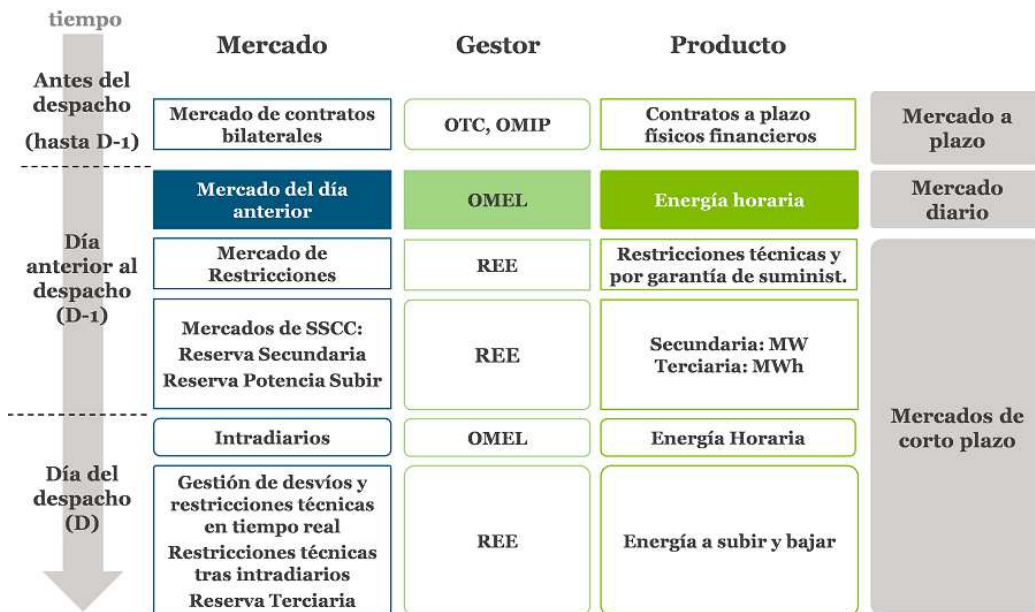 tiempo
Mercado
Gestor
Producto
Antes del
despacho
(hasta D-1)
Mercado de contratos
bilaterales
OTC, OMIP
Contratos a plazo
físicos financieros
Mercado a
plazo
Mercado del día
anterior
OMEL
Energía horaria
Mercado
diario
Día
anterior al
despacho
(D-1)
Mercado de
Restricciones
REE
Restricciones técnicas y
por garantía de suminist.
Mercados de SSCC:
Reserva Secundaria
Reserva Potencia Subir
REE
Secundaria: MW
Terciaria: MWh
Mercados de
corto plazo
Intradiarios
OMEL
Energía Horaria
Día del
despacho
(D)
Gestión de desvíos y
restricciones técnicas
en tiempo real
Restricciones técnicas
tras intradiarios
Reserva Terciaria
REE
Energía a subir y bajar